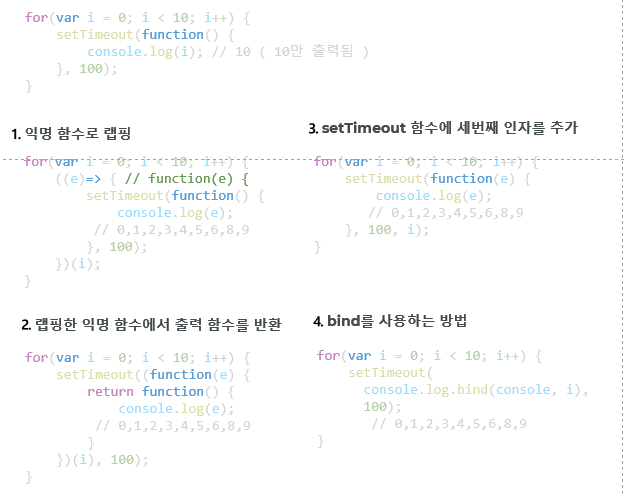 for(var i = 0; i < 10; i++) {
setTimeout(function() {
console.log(i); // 10 ( 10만 출력됨 )
}, 100);
}
1. 익명 함수로 랩핑
for(var i = 0; i < 10; i++) {
((e)=> { // function(e) {
setTimeout(function() {
console.log(e);
// 0,1,2,3,4,5,6,8,9
}, 100);
})(i);
}
2. 랩핑한 익명 함수에서 출력 함수를 반환
for(var i = 0; i < 10; i++) {
setTimeout((function(e) {
return function() {
console.log(e);
// 0,1,2,3,4,5,6,8,9
}
})(i), 100);
}
3. setTimeout 함수에 세번째 인자를 추가
for(var i = 0; i < 10; i++) {
setTimeout(function(e) {
console.log(e);
// 0,1,2,3,4,5,6,8,9
}, 100, i);
}
4. bind를 사용하는 방법
for(var i = 0; i < 10; i++) {
setTimeout(
console.log.bind(console, i),
100);
// 0,1,2,3,4,5,6,8,9
}